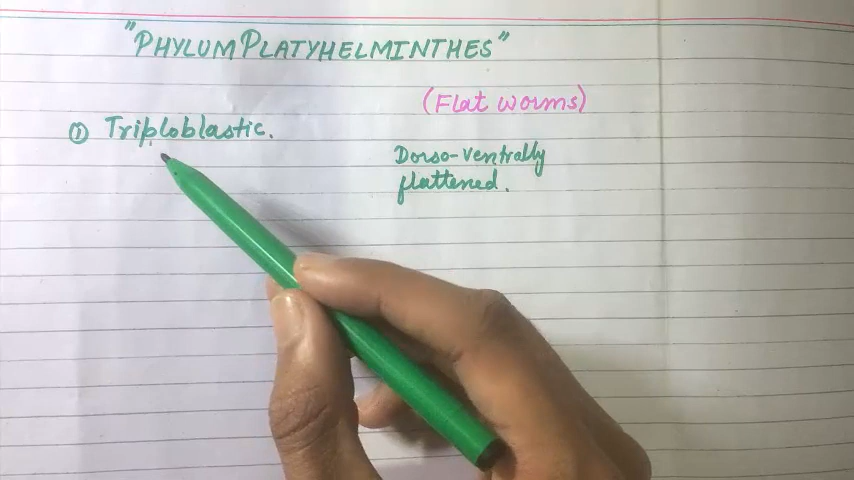 "PHYLUM PLATYHELMINTHES"
(Flat worms)
① Triploblastic.
Dorso-ventrally
flattened.